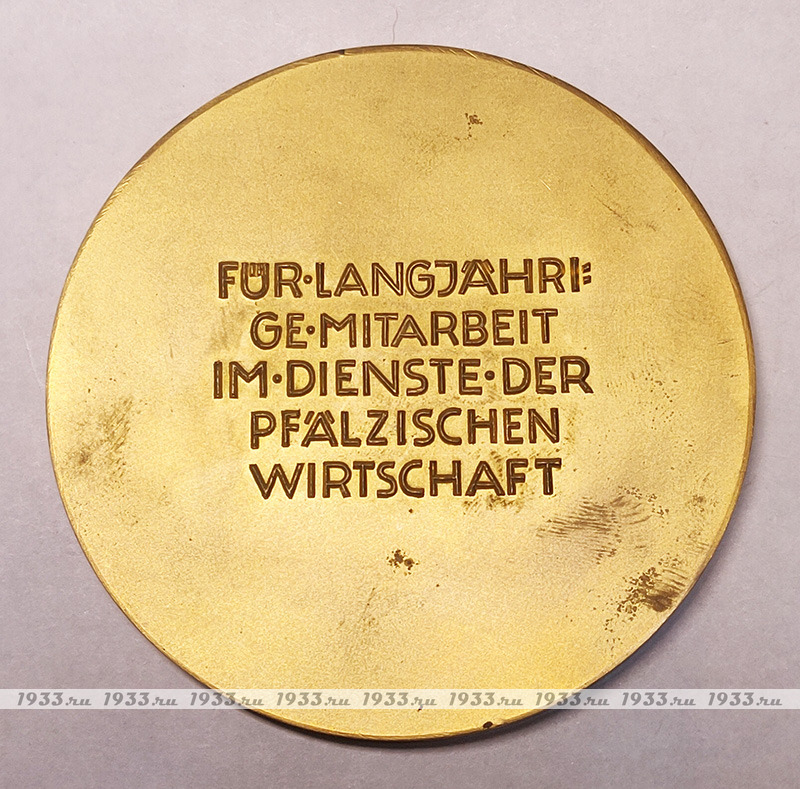 FÜR·LANGJÄHRI=
GE·MITARBEIT
IM·DIENSTE·DER
PFÄLZISCHEN
WIRTSCHAFT
1933.ru 1933.ru 1933.ru 1933.ru 1933.ru 1933.ru 1933.ru 1933.ru 1933.ru